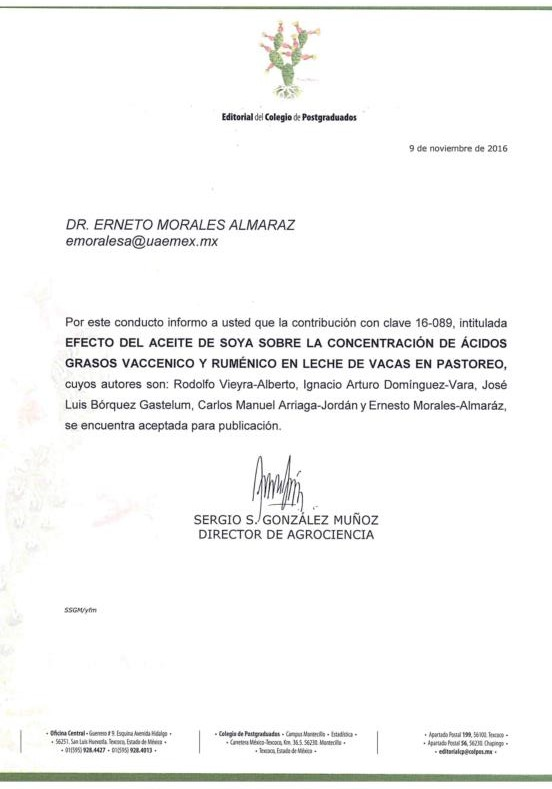 Editorial del Colegio de Postgraduados
9 de noviembre de 2016
DR. ERNETO MORALES ALMARAZ
emoralesa@uaemex.mx
Por este conducto informo a usted que la contribución con clave 16-089, intitulada
EFECTO DEL ACEITE DE SOYA SOBRE LA CONCENTRACIÓN DE ÁCIDOS
GRASOS VACCENICO Y RUMÉNICO EN LECHE DE VACAS EN PASTOREO,
cuyos autores son: Rodolfo Vieyra-Alberto, Ignacio Arturo Domínguez-Vara, José
Luis Bórquez Gastelum, Carlos Manuel Arriaga-Jordán y Ernesto Morales-Almaráz,
se encuentra aceptada para publicación.
SERGIO S. GONZÁLEZ MUÑOZ
DIRECTOR DE AGROCIENCIA
SSGM/yfm
• Oficina Central • Guerrero # 9. Esquina Avenida Hidalgo •
• 56251, San Luis Huexotla. Texcoco, Estado de México •
• 01(595) 928.4427 • 01(595) 928.4013 •
• Colegio de Postgraduados • Campus Montecillo • Estadística •
• Carretera México-Texcoco, Km. 36.5. 56230. Montecillo •
• Texcoco, Estado de México •
• Apartado Postal 199, 56100. Texcoco •
• Apartado Postal 56, 56230. Chapingo •
• editorialcp@colpos.mx •